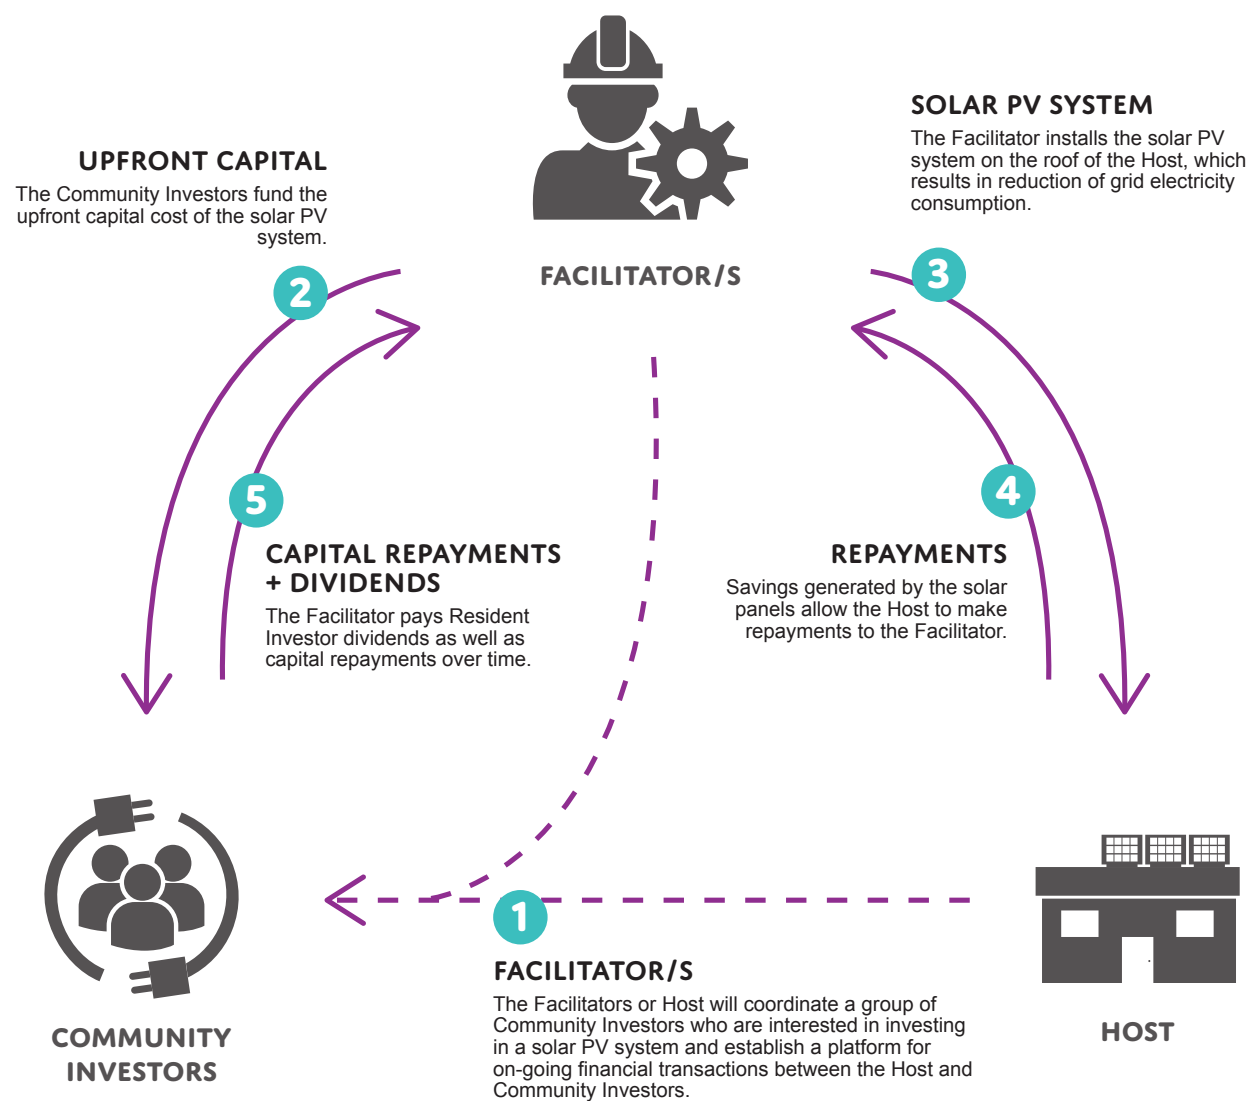 SOLAR PV SYSTEM
The Facilitator installs the solar PV
system on the roof of the Host, which
results in reduction of grid electricity
consumption.
UPFRONT CAPITAL
The Community Investors fund the
upfront capital cost of the solar PV
system.
FACILITATOR/S
2
3
5
4
CAPITAL REPAYMENTS
+ DIVIDENDS
The Facilitator pays Resident
Investor dividends as well as
capital repayments over time.
REPAYMENTS
Savings generated by the solar
panels allow the Host to make
repayments to the Facilitator.
1
FACILITATOR/S
The Facilitators or Host will coordinate a group of
Community Investors who are interested in investing
in a solar PV system and establish a platform for
on-going financial transactions between the Host and
Community Investors.
COMMUNITY
INVESTORS
HOST